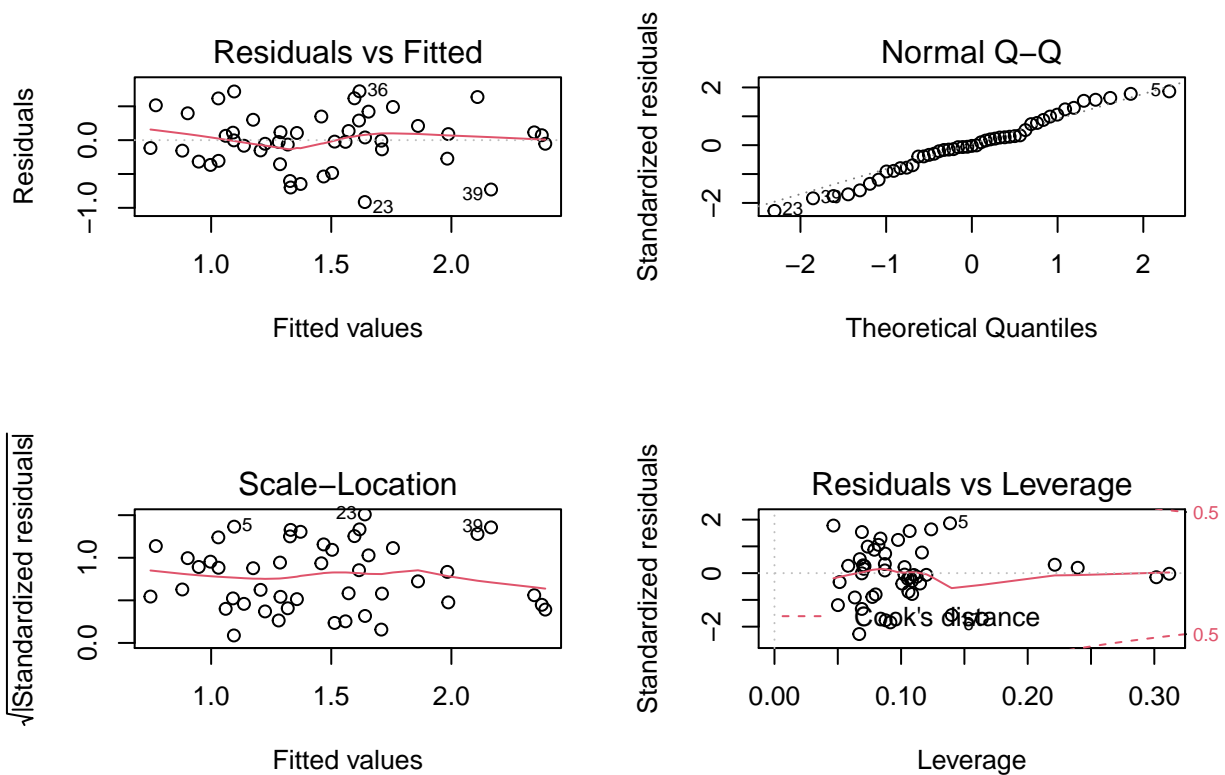 Residuals vs Fitted
Residuals
0.0
−1.0
36
39
23
1.0 1.5 2.0
Fitted values
Normal Q−Q
Standardized residuals
2
0
−2
5
23
−2 −1 0 1 2
Theoretical Quantiles
Scale−Location
√|Standardized residuals|
1.0
0.0
5
23
39
1.0 1.5 2.0
Fitted values
Residuals vs Leverage
Standardized residuals
2
0
−2
5
0.5
0.5
Cook's distance
0.00 0.10 0.20 0.30
Leverage